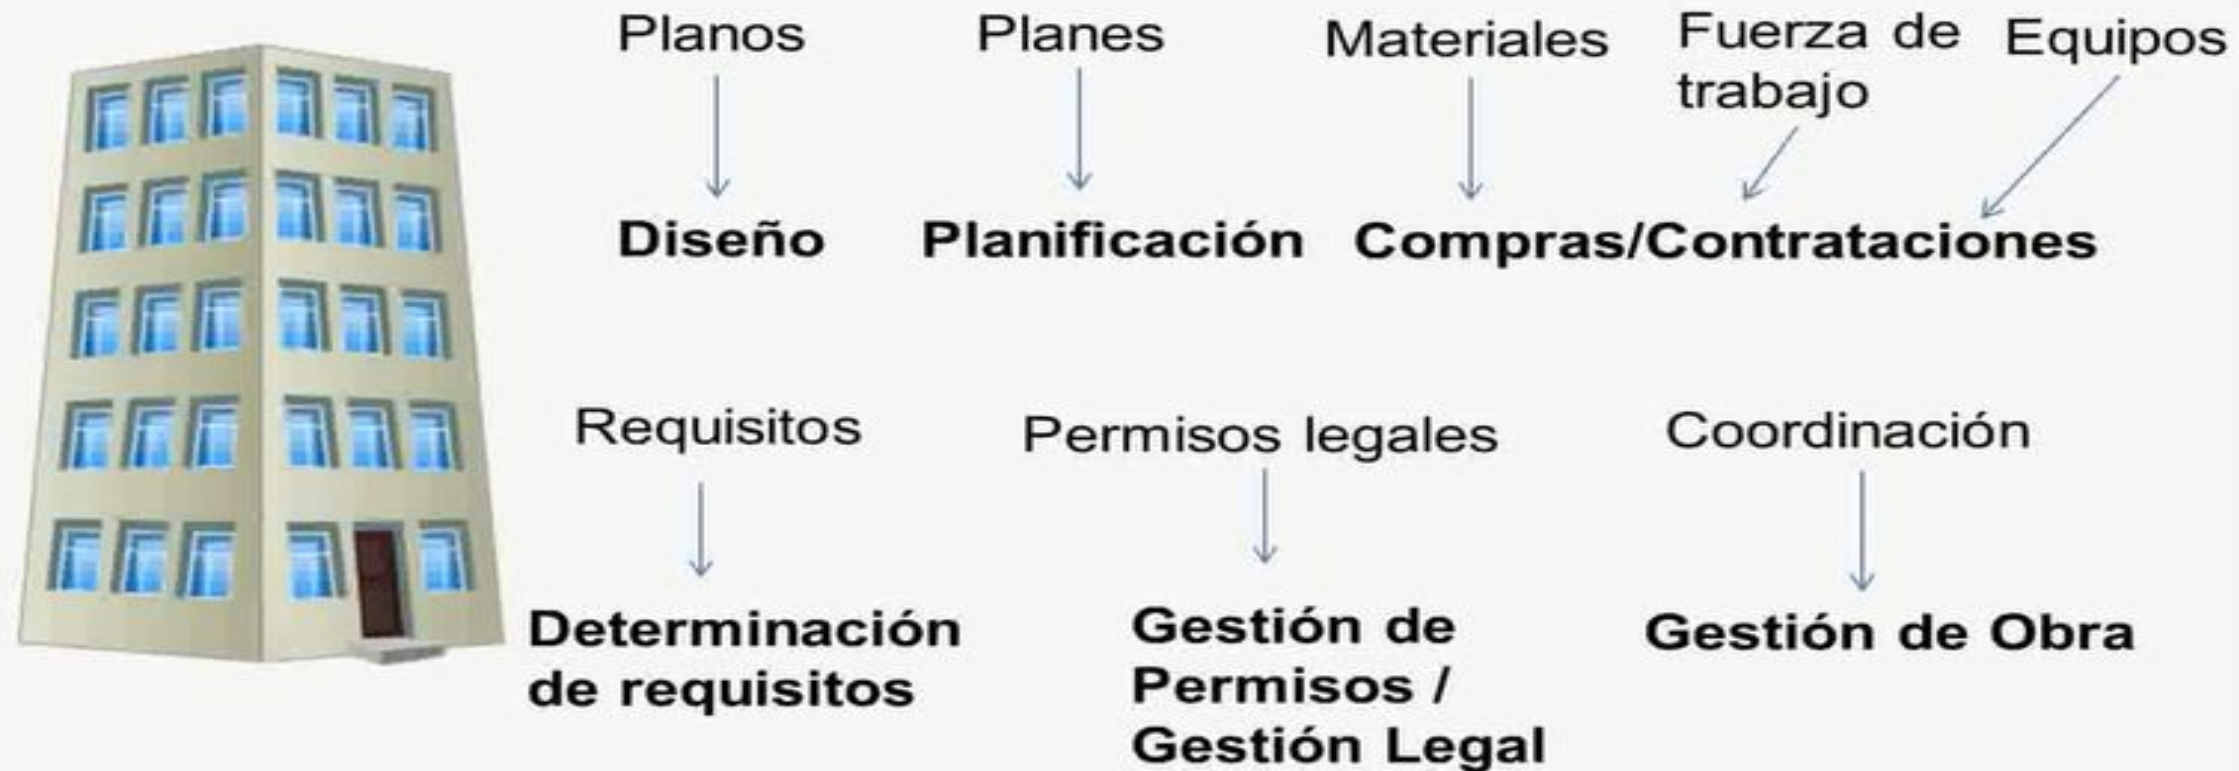 Planos
Planes
Materiales
Fuerza de
trabajo
Equipos
Diseño
Planificación
Compras/Contrataciones
Requisitos
Permisos legales
Coordinación
Determinación
de requisitos
Gestión de
Permisos /
Gestión Legal
Gestión de Obra